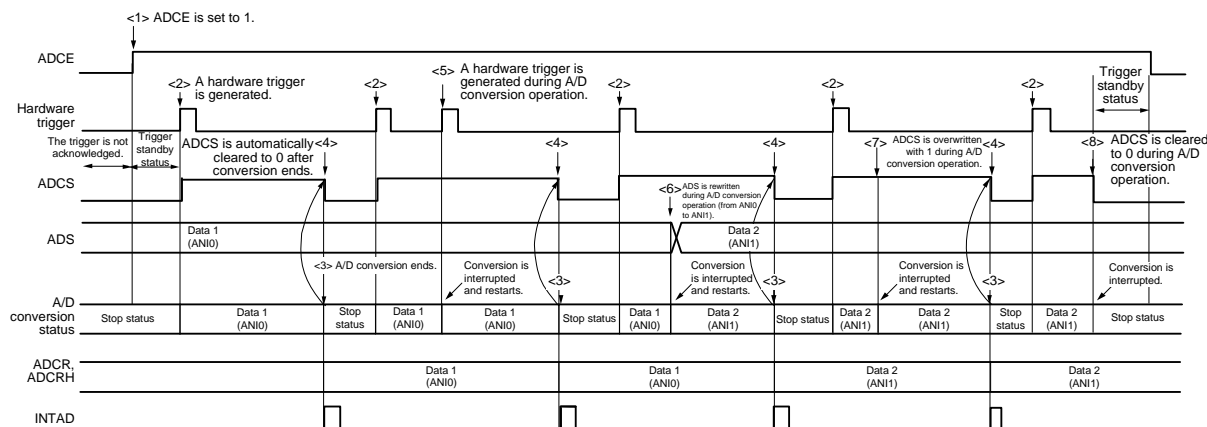 <1> ADCE is set to 1.
ADCE
<2> A hardware trigger
is generated.
<2>
<5> A hardware trigger is
generated during A/D
conversion operation.
<2>
<2>
<2>
Trigger
standby
status
Hardware
trigger
The trigger is not
acknowledged.
Trigger
standby
status
ADCS is automatically
cleared to 0 after
conversion ends.
<4>
<4>
<4>
<7> ADCS is overwritten
with 1 during A/D
conversion operation.
<4>
<8> ADCS is cleared
to 0 during A/D
conversion
operation.
ADCS
<6> ADS is rewritten
during A/D conversion
operation (from ANI0
to ANI1).
ADS
Data 1
(ANI0)
Data 2
(ANI1)
<3> A/D conversion ends.
Conversion is
interrupted
and restarts.
<3>
Conversion
is interrupted
and restarts.
<3>
Conversion is
interrupted
and restarts.
<3>
Conversion is
interrupted.
A/D
conversion
status
Stop status
Data 1
(ANI0)
Stop
status
Data 1
(ANI0)
Data 1
(ANI0)
Stop status
Data 1
(ANI0)
Data 2
(ANI1)
Stop status
Data 2
(ANI1)
Data 2
(ANI1)
Stop
status
Data 2
(ANI1)
Stop status
ADCR,
ADCRH
Data 1
(ANI0)
Data 1
(ANI0)
Data 2
(ANI1)
Data 2
(ANI1)
INTAD